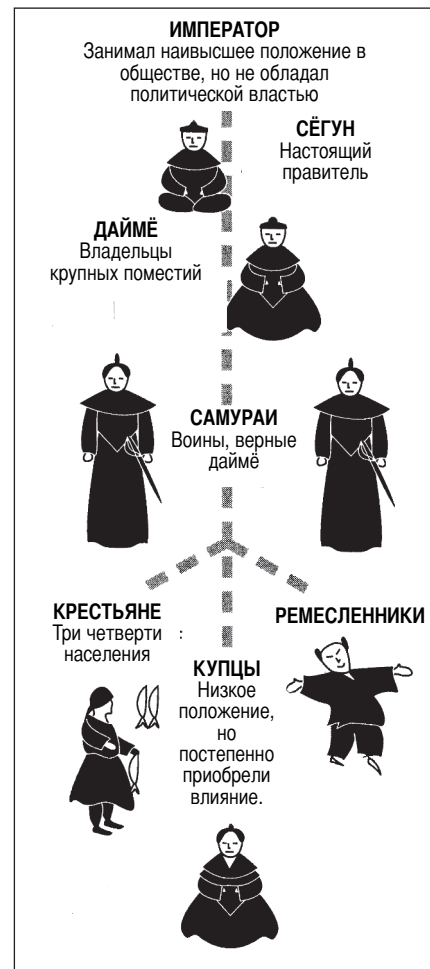 ИМПЕРАТОР
Занимал наивысшее положение в
обществе, но не обладал
политической властью
СЁГУН
Настоящий
правитель
ДАЙМЁ
Владельцы
крупных поместий
САМУРАИ
Воины, верные
даймё
КРЕСТЬЯНЕ
Три четверти
населения
РЕМЕСЛЕННИКИ
КУПЦЫ
Низкое
положение,
но
постепенно
приобрели
влияние.